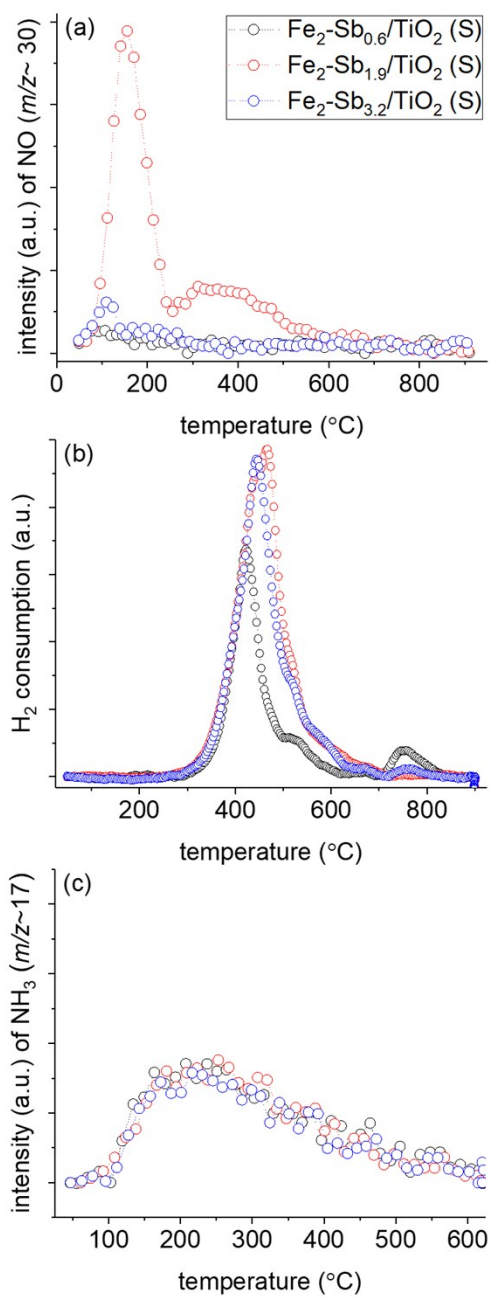 (a)
Fe₂-Sb₀.₆/TiO₂ (S)
Fe₂-Sb₁.₉/TiO₂ (S)
Fe₂-Sb₃.₂/TiO₂ (S)
intensity (a.u.) of NO (m/z~ 30)
0 200 400 600 800
temperature (°C)
(b)
H₂ consumption (a.u.)
200 400 600 800
temperature (°C)
(c)
intensity (a.u.) of NH₃ (m/z~17)
100 200 300 400 500 600
temperature (°C)